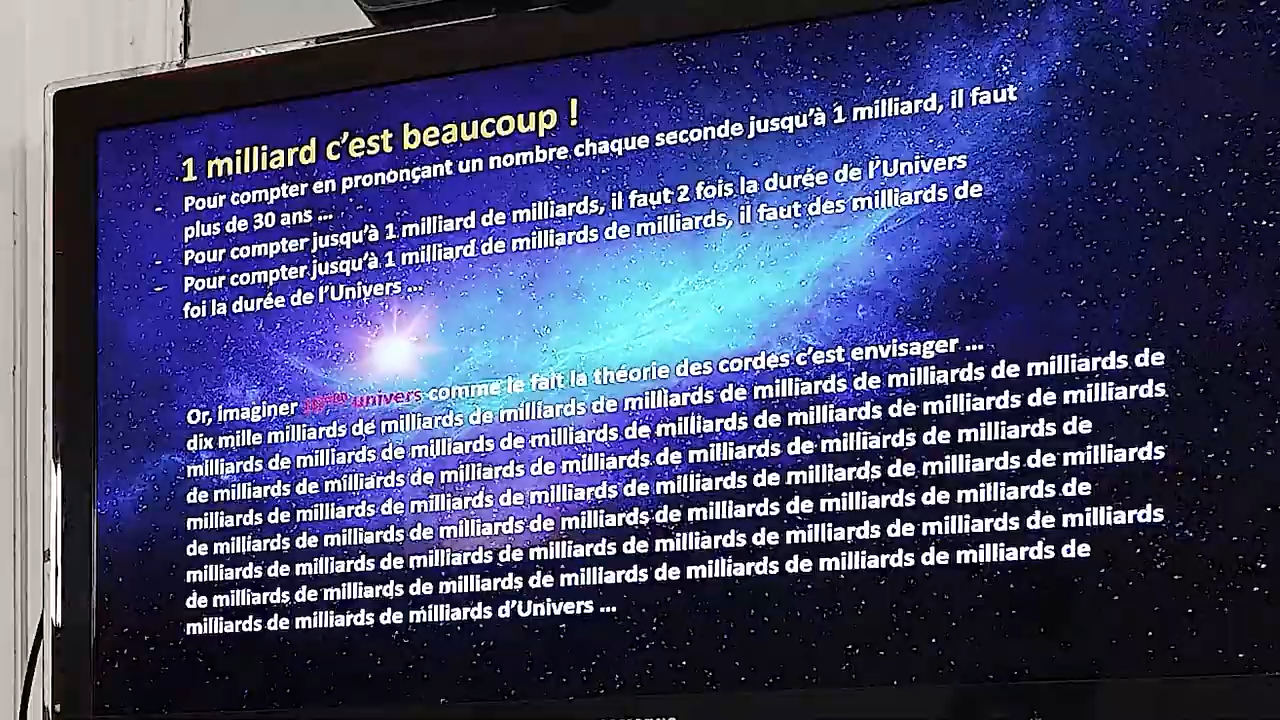 1 milliard c'est beaucoup !
- Pour compter en prononçant un nombre chaque seconde jusqu'à 1 milliard, il faut
plus de 30 ans ...
- Pour compter jusqu'à 1 milliard de milliards, il faut 2 fois la durée de l'Univers
- Pour compter jusqu'à 1 milliard de milliards de milliards, il faut des milliards de
foi la durée de l'Univers ...
Or, imaginer univers comme le fait la théorie des cordes c'est envisager ...
dix mille milliards de milliards de milliards de milliards de milliards de milliards de milliards de
milliards de milliards de milliards de milliards de milliards de milliards de milliards de milliards
de milliards de milliards de milliards de milliards de milliards de milliards de milliards de
milliards de milliards de milliards de milliards de milliards de milliards de milliards de milliards
de milliards de milliards de milliards de milliards de milliards de milliards de milliards de
milliards de milliards de milliards de milliards de milliards de milliards de milliards de milliards
de milliards de milliards de milliards de milliards de milliards de milliards de milliards de
milliards de milliards de milliards d'Univers ...